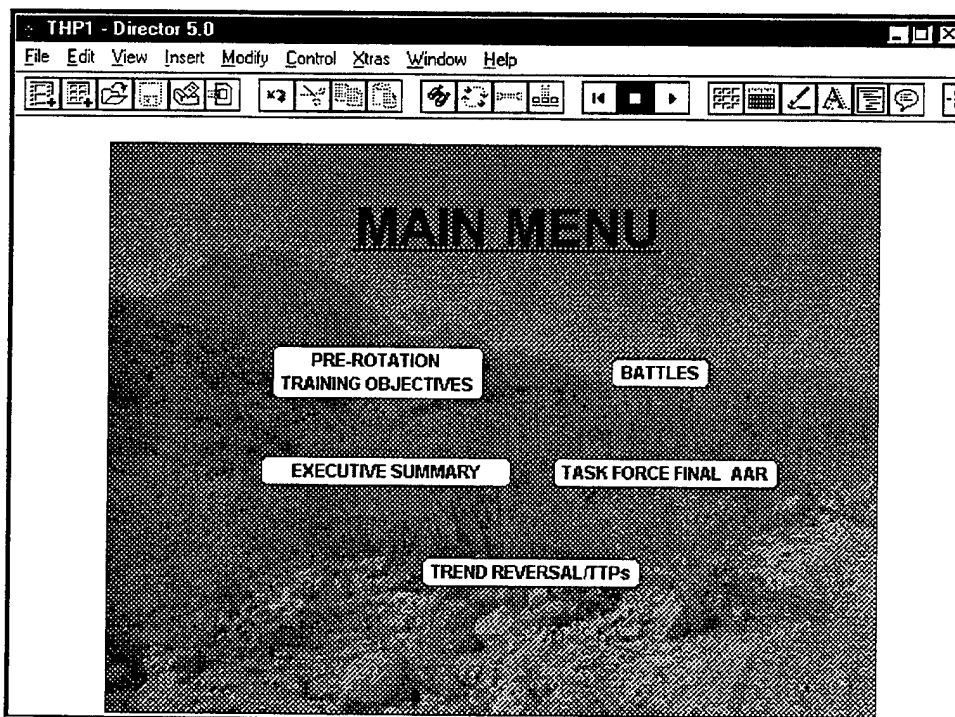 THP1 - Director 5.0
File Edit View Insert Modify Control Xtras Window Help
MAIN MENU
PRE-ROTATION
TRAINING OBJECTIVES
BATTLES
EXECUTIVE SUMMARY
TASK FORCE FINAL AAR
TREND REVERSAL/TTPs